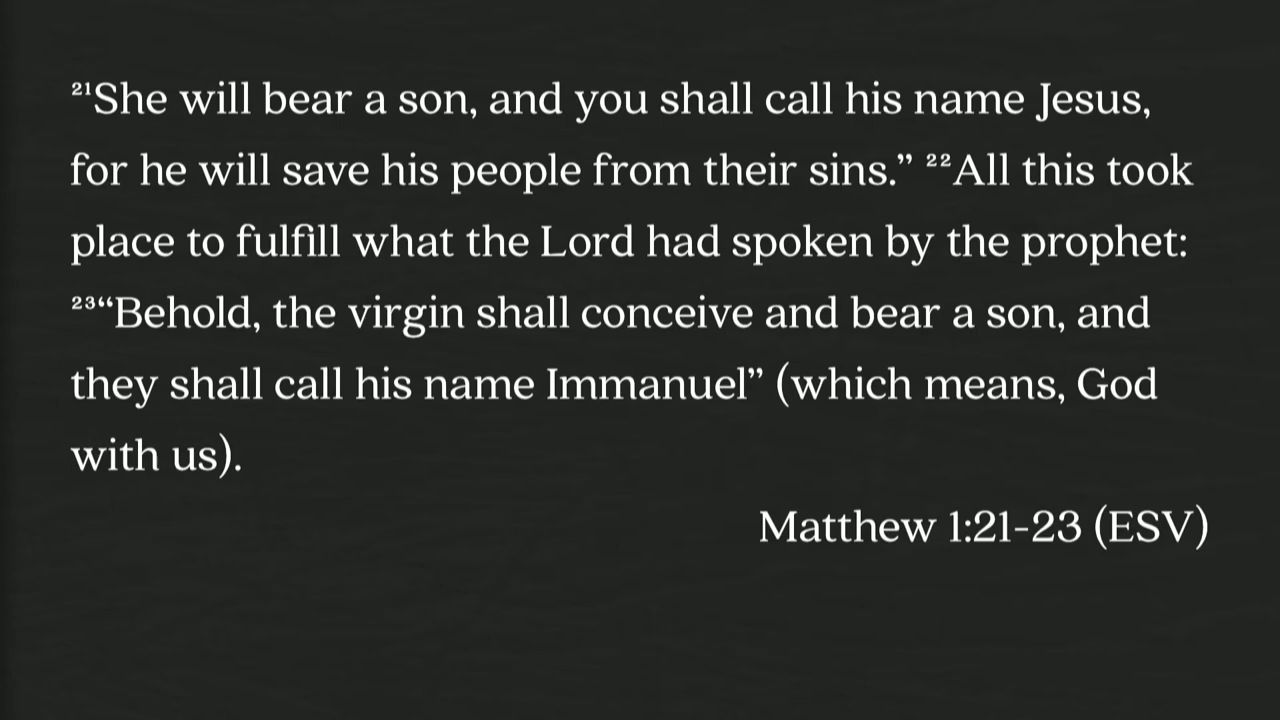 ²¹She will bear a son, and you shall call his name Jesus,
for he will save his people from their sins.” ²²All this took
place to fulfill what the Lord had spoken by the prophet:
²³“Behold, the virgin shall conceive and bear a son, and
they shall call his name Immanuel” (which means, God
with us).
Matthew 1:21-23 (ESV)